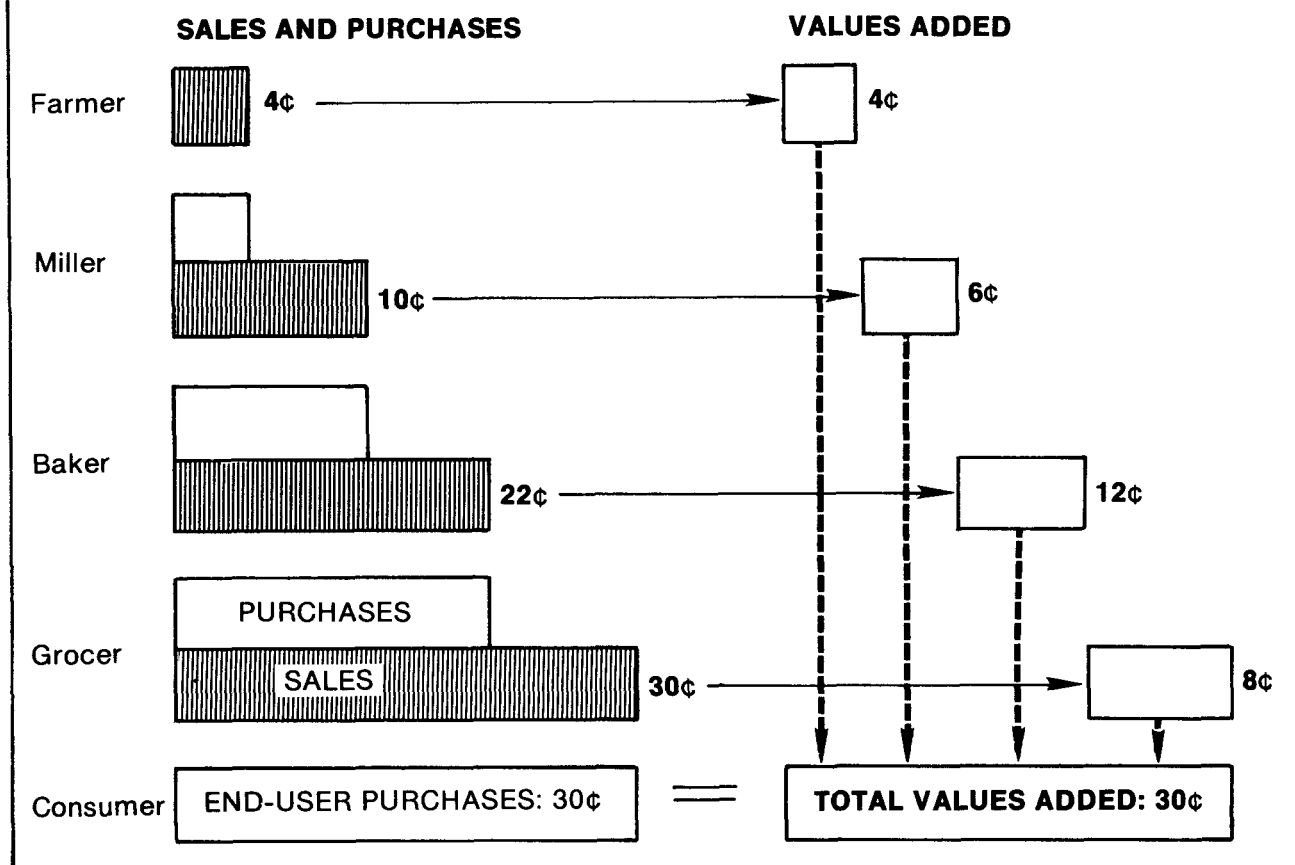 SALES AND PURCHASES VALUES ADDED
Farmer 4¢ 4¢
Miller 10¢ 6¢
Baker 22¢ 12¢
PURCHASES
Grocer SALES 30¢ 8¢
Consumer END-USER PURCHASES: 30¢ = TOTAL VALUES ADDED: 30¢